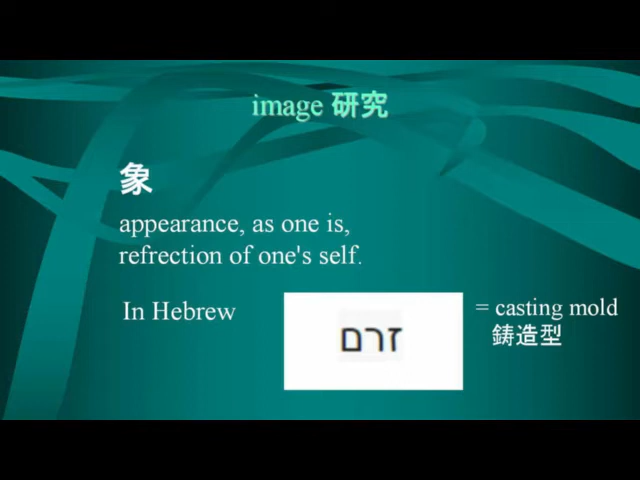 image 研究
象
appearance, as one is,
refrection of one's self.
In Hebrew
זרם
= casting mold
鋳造型